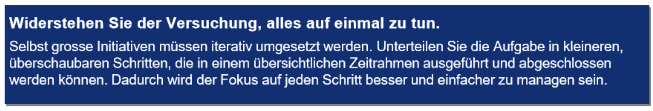 Widerstehen Sie der Versuchung, alles auf einmal zu tun.
Selbst grosse Initiativen müssen iterativ umgesetzt werden. Unterteilen Sie die Aufgabe in kleineren,
überschaubaren Schritten, die in einem übersichtlichen Zeitrahmen ausgeführt und abgeschlossen
werden können. Dadurch wird der Fokus auf jeden Schritt besser und einfacher zu managen sein.